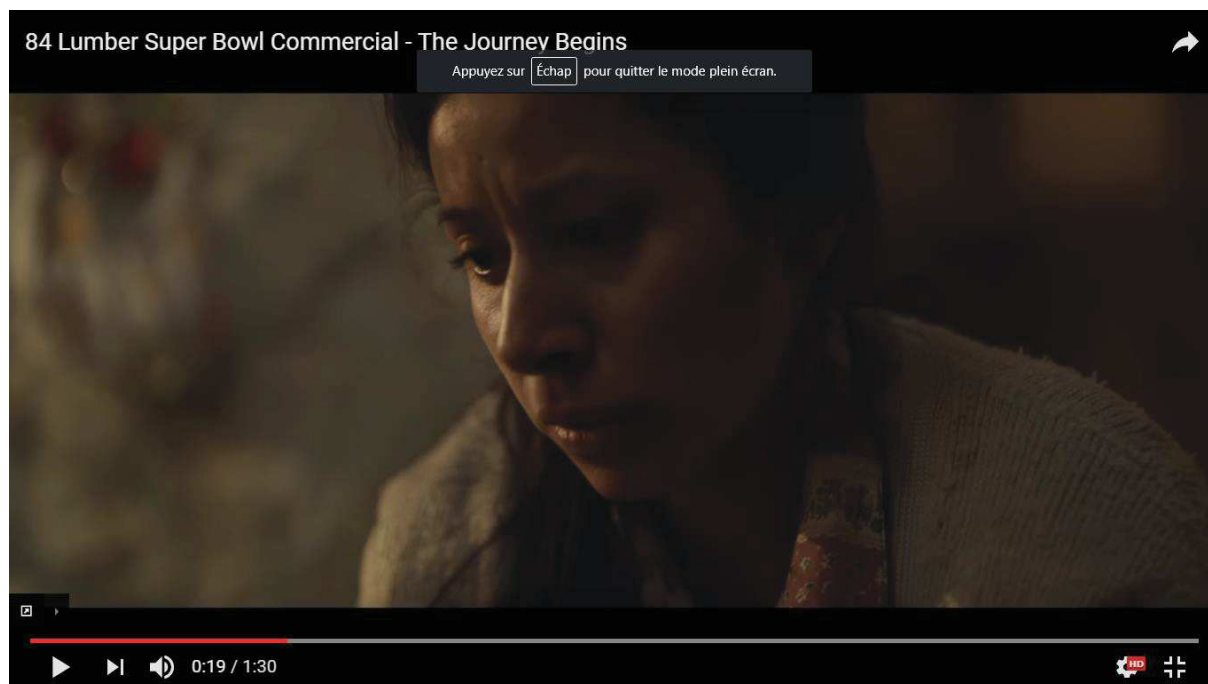 84 Lumber Super Bowl Commercial - The Journey Begins
Appuyez sur Échap pour quitter le mode plein écran.
0:19 / 1:30
HD